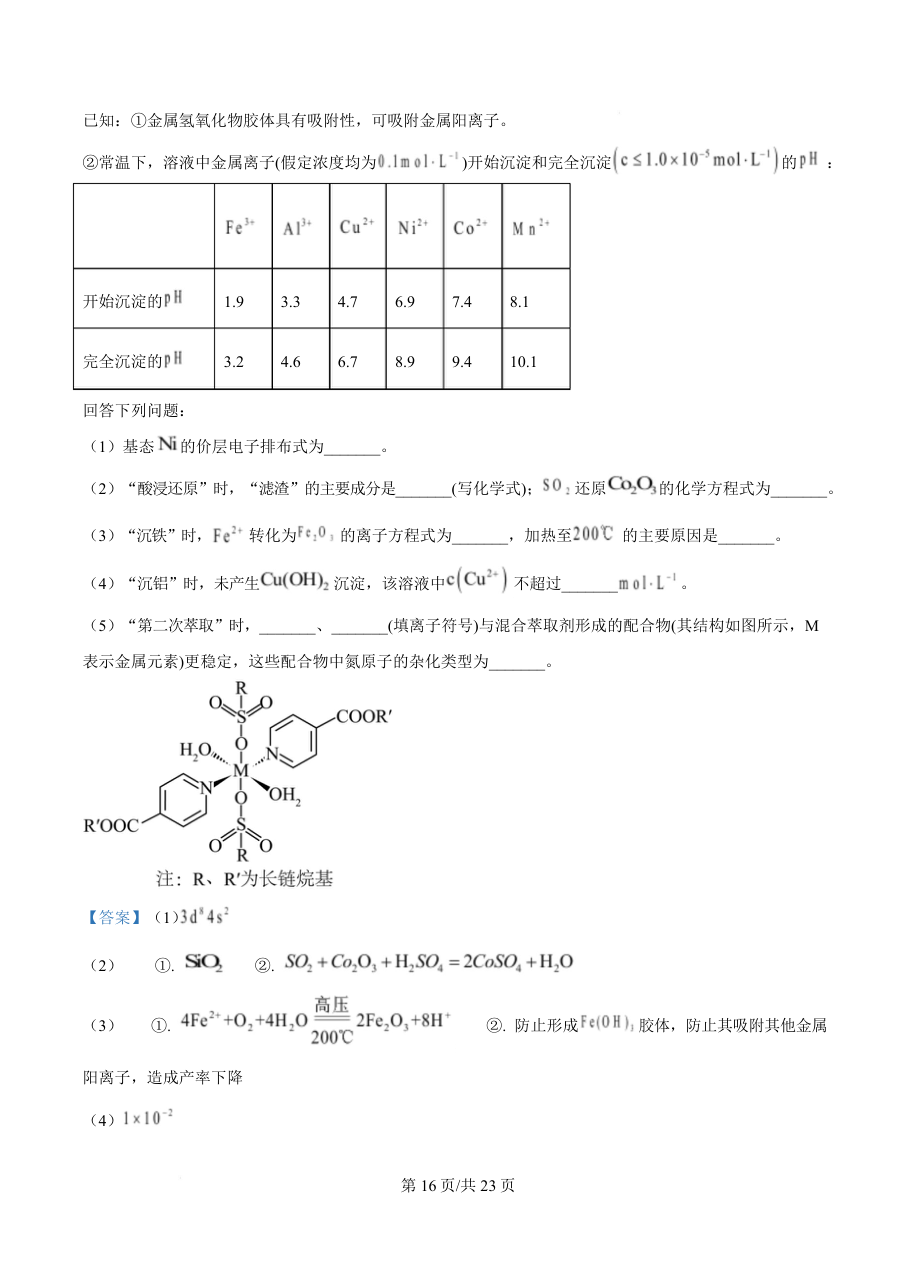 已知：①金属氢氧化物胶体具有吸附性，可吸附金属阳离子。
②常温下，溶液中金属离子(假定浓度均为0.1mol·L⁻¹)开始沉淀和完全沉淀(c≤1.0×10⁻⁵mol·L⁻¹)的pH：
Fe³⁺ Al³⁺ Cu²⁺ Ni²⁺ Co²⁺ Mn²⁺
开始沉淀的pH 1.9 3.3 4.7 6.9 7.4 8.1
完全沉淀的pH 3.2 4.6 6.7 8.9 9.4 10.1
回答下列问题：
（1）基态Ni的价层电子排布式为_______。
（2）“酸浸还原”时，“滤渣”的主要成分是_______(写化学式)；SO₂还原Co₂O₃的化学方程式为_______。
（3）“沉铁”时，Fe²⁺转化为Fe₂O₃的离子方程式为_______，加热至200℃的主要原因是_______。
（4）“沉铝”时，未产生Cu(OH)₂沉淀，该溶液中c(Cu²⁺)不超过_______mol·L⁻¹。
（5）“第二次萃取”时，_______、_______(填离子符号)与混合萃取剂形成的配合物(其结构如图所示，M
表示金属元素)更稳定，这些配合物中氮原子的杂化类型为_______。
R
O O
S
COOR′
O
H₂O N
M
N OH₂
O
R′OOC S
O O
R
注：R、R′为长链烷基
【答案】（1）3d⁸4s²
（2） ①. SiO₂ ②. SO₂+Co₂O₃+H₂SO₄=2CoSO₄+H₂O
（3） ①. 4Fe²⁺+O₂+4H₂O 高压 200℃ 2Fe₂O₃+8H⁺ ②. 防止形成Fe(OH)₃胶体，防止其吸附其他金属
阳离子，造成产率下降
（4）1×10⁻²
第 16 页/共 23 页